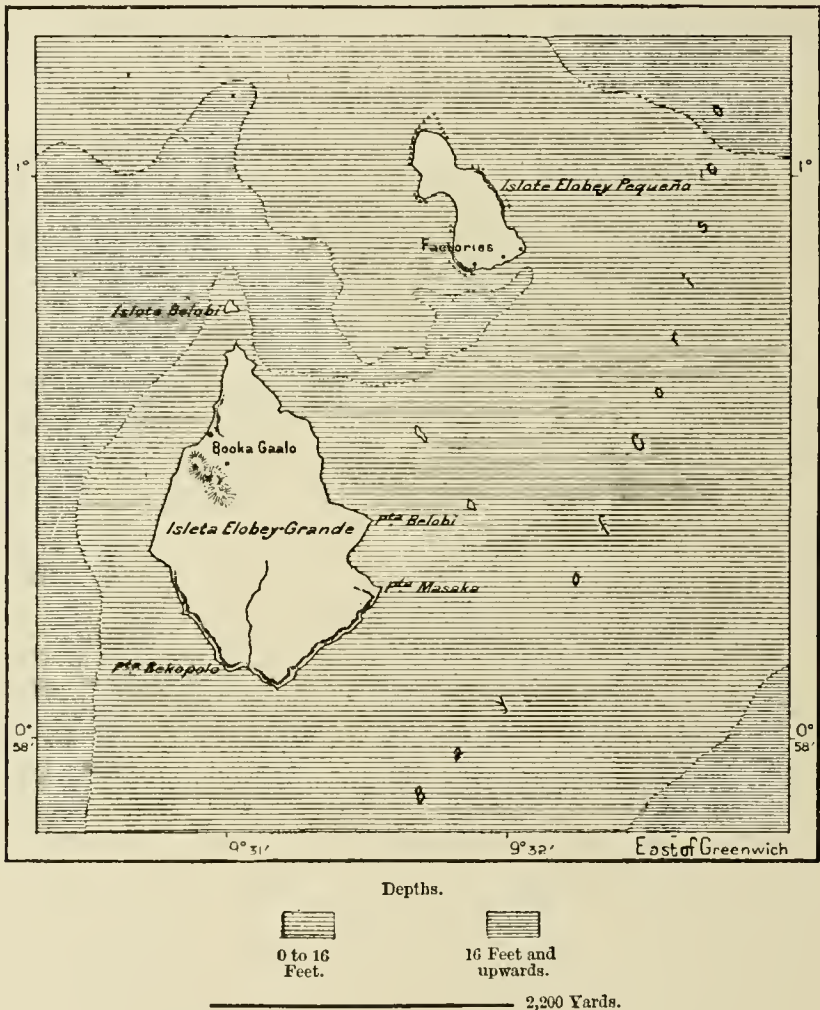 1°
1°
Islote Elobey Pequeña
Factories
Islote Belobi
Booka Gaalo
Isleta Elobey-Grande
pta Belobi
pta Masaka
pta Bekopolo
0°
58'
0°
58'
9° 31'
9° 32'
East of Greenwich
Depths.
0 to 16
Feet.
16 Feet and
upwards.
2,200 Yards.